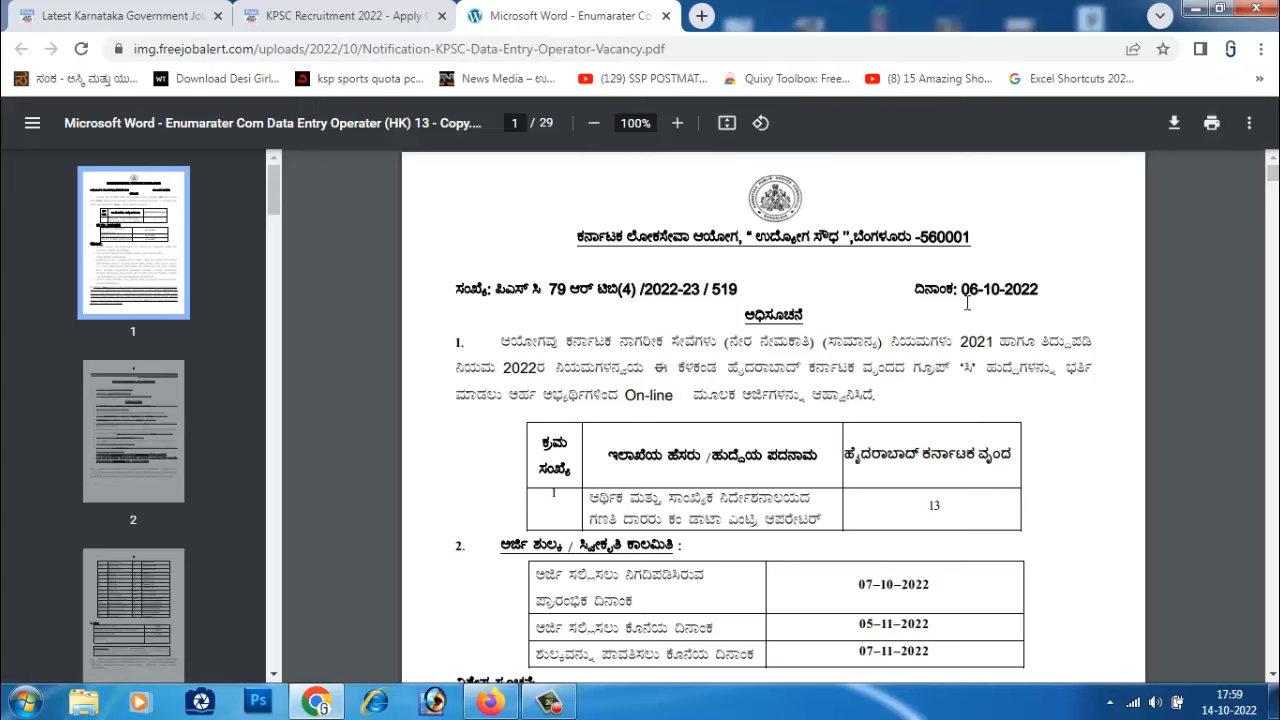 Latest Karnataka Government Jo
KPSC Recruitment 2022 - Apply
Microsoft Word - Enumarater Co
img.freejobalert.com/uploads/2022/10/Notification-KPSC-Data-Entry-Operator-Vacancy.pdf
ನಂಕ - ಅಸ್ಕಿ ಮತ್ತು ಯು...
Download Desi Girl...
ksp sports quota pc...
News Media – ಉ...
(129) SSP POSTMAT...
Quixy Toolbox: Free...
(8) 15 Amazing Sho...
Excel Shortcuts 202...
»
Microsoft Word - Enumarater Com Data Entry Operater (HK) 13 - Copy....
1 / 29
100%
ಕರ್ನಾಟಕ ಲೋಕಸೇವಾ ಆಯೋಗ, “ ಉದ್ಯೋಗ ಸೌಧ ”,ಬೆಂಗಳೂರು -560001
ಸಂಖ್ಯೆ: ಪಿಎಸ್ ಸಿ 79 ಆರ್ ಟಿಬಿ(4) /2022-23 / 519
ದಿನಾಂಕ: 06-10-2022
ಅಧಿಸೂಚನೆ
1. ಆಯೋಗವು ಕರ್ನಾಟಕ ನಾಗರೀಕ ಸೇವೆಗಳು (ನೇರ ನೇಮಕಾತಿ) (ಸಾಮಾನ್ಯ) ನಿಯಮಗಳು 2021 ಹಾಗೂ ತಿದ್ದುಪಡಿ
ನಿಯಮ 2022ರ ನಿಯಮಗಳನ್ವಯ ಈ ಕೆಳಕಂಡ ಹೈದರಾಬಾದ್ ಕರ್ನಾಟಕ ವೃಂದದ ಗ್ರೂಪ್ ‘ಸಿ’ ಹುದ್ದೆಗಳನ್ನು ಭರ್ತಿ
ಮಾಡಲು ಅರ್ಹ ಅಭ್ಯರ್ಥಿಗಳಿಂದ On-line ಮೂಲಕ ಅರ್ಜಿಗಳನ್ನು ಆಹ್ವಾನಿಸಿದೆ.
ಕ್ರಮ
ಸಂಖ್ಯೆ
ಇಲಾಖೆಯ ಹೆಸರು /ಹುದ್ದೆಯ ಪದನಾಮ
ಹೈದರಾಬಾದ್ ಕರ್ನಾಟಕ ವೃಂದ
1
ಆರ್ಥಿಕ ಮತ್ತು ಸಾಂಖ್ಯಿಕ ನಿರ್ದೇಶನಾಲಯದ
ಗಣತಿ ದಾರರು ಕಂ ಡಾಟಾ ಎಂಟ್ರಿ ಆಪರೇಟರ್
13
2. ಅರ್ಜಿ ಶುಲ್ಕ / ಸ್ವೀಕೃತಿ ಕಾಲಮಿತಿ :
ಅರ್ಜಿ ಸಲ್ಲಿಸಲು ನಿಗದಿಪಡಿಸಿರುವ
ಪ್ರಾರಂಭಿಕ ದಿನಾಂಕ
07–10-2022
ಅರ್ಜಿ ಸಲ್ಲಿಸಲು ಕೊನೆಯ ದಿನಾಂಕ
05–11–2022
ಶುಲ್ಕವನ್ನು ಪಾವತಿಸಲು ಕೊನೆಯ ದಿನಾಂಕ
07–11–2022
1
2
17:59
14-10-2022